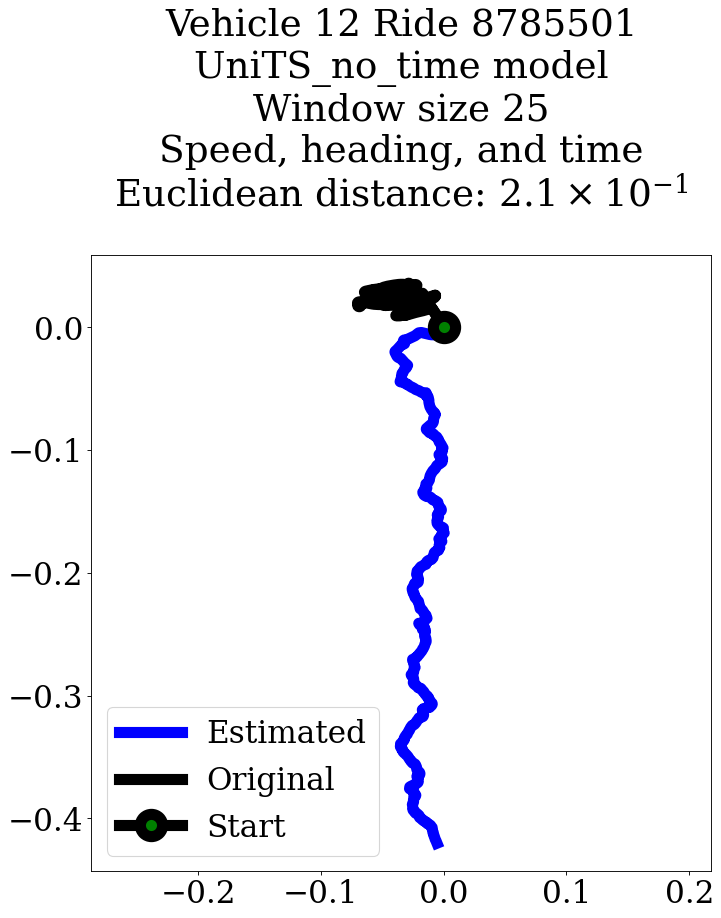 Vehicle 12 Ride 8785501
UniTS_no_time model
Window size 25
Speed, heading, and time
Euclidean distance: 2.1 × 10⁻¹
0.0
−0.1
−0.2
−0.3
−0.4
Estimated
Original
Start
−0.2 −0.1 0.0 0.1 0.2